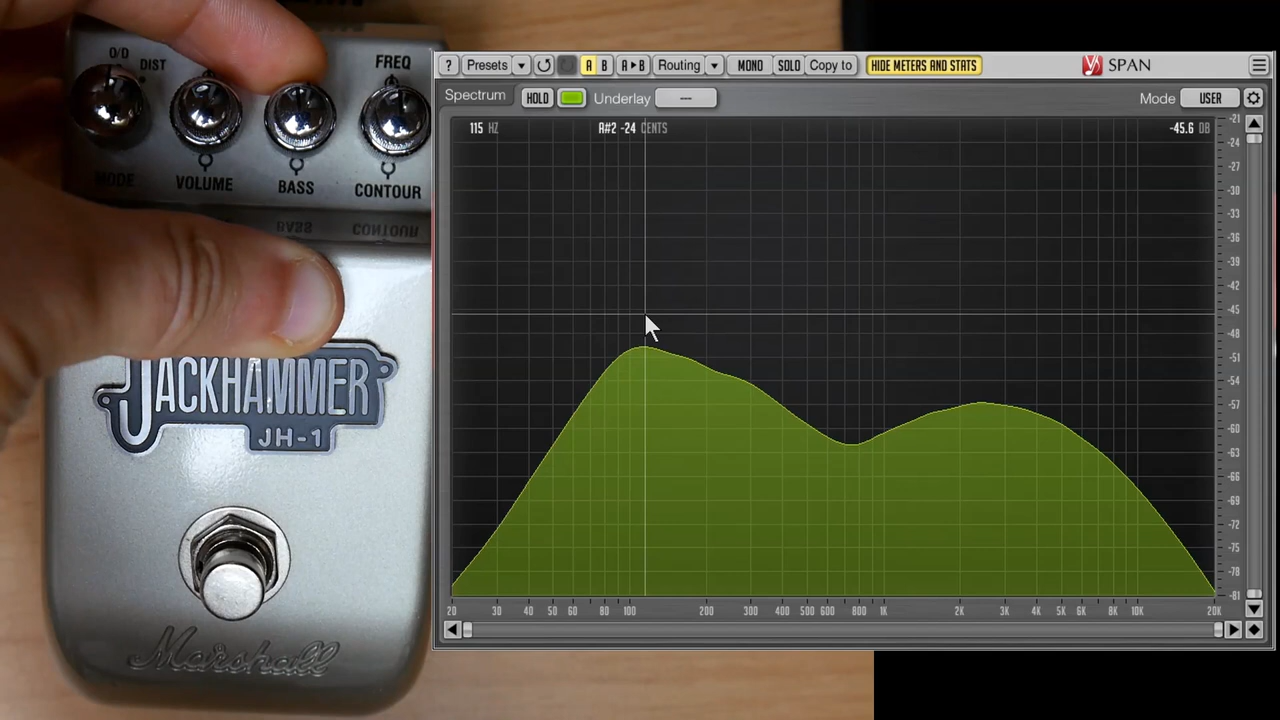 O/D
DIST
FREQ
MODE
VOLUME
BASS
CONTOUR
BASS
CONTOUR
JACKHAMMER
JH-1
Marshall
? Presets A B A▸B Routing MONO SOLO Copy to HIDE METERS AND STATS SPAN
Spectrum HOLD Underlay --- Mode USER
115 HZ A#2 -24 CENTS -45.6 DB
-21
-24
-27
-30
-33
-36
-39
-42
-45
-48
-51
-54
-57
-60
-63
-66
-69
-72
-75
-78
-81
20 30 40 50 60 80 100 200 300 400 500 600 800 1K 2K 3K 4K 5K 6K 8K 10K 20K